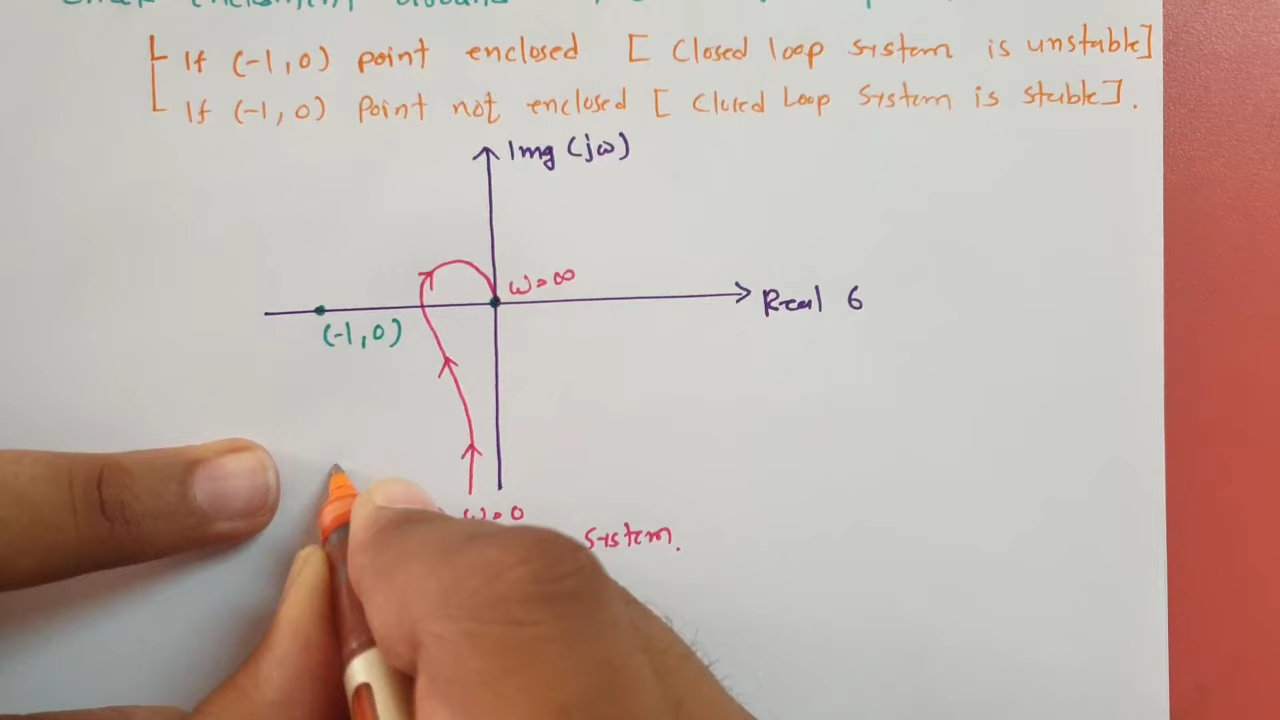 If (-1,0) point enclosed [ Closed loop system is unstable]
If (-1,0) Point not enclosed [ Closed Loop System is stable].
Img (jω)
ω=∞
Real σ
(-1,0)
ω=0
system.